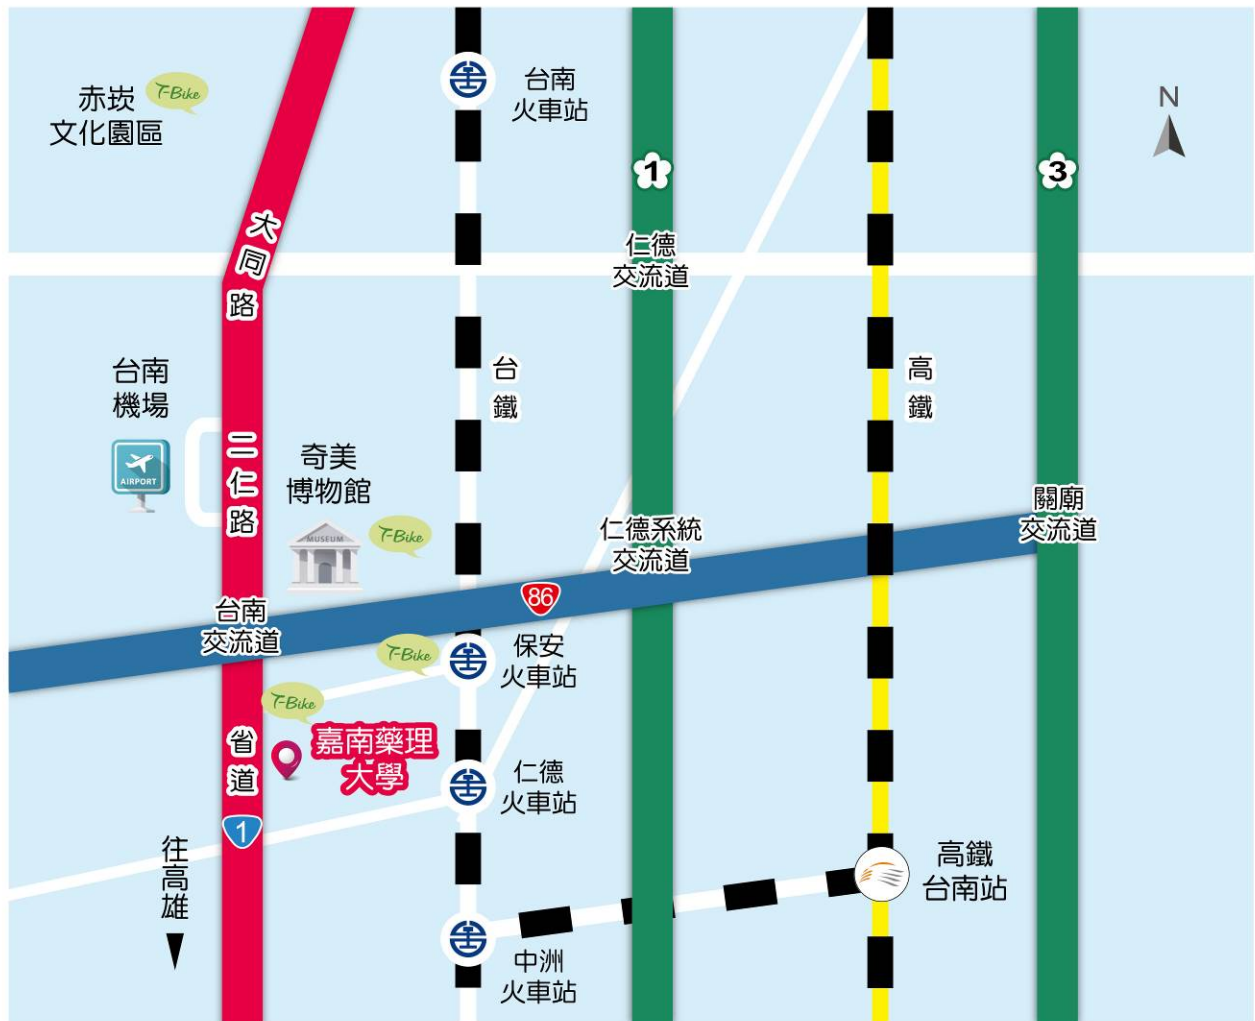 赤崁
文化園區
T-Bike
台南
火車站
N
1
3
大同路
仁德
交流道
台鐵
高鐵
台南
機場
AIRPORT
二仁路
奇美
博物館
MUSEUM
T-Bike
關廟
交流道
仁德系統
交流道
86
台南
交流道
T-Bike
保安
火車站
T-Bike
嘉南藥理
大學
省道
1
仁德
火車站
往高雄
高鐵
台南站
中洲
火車站